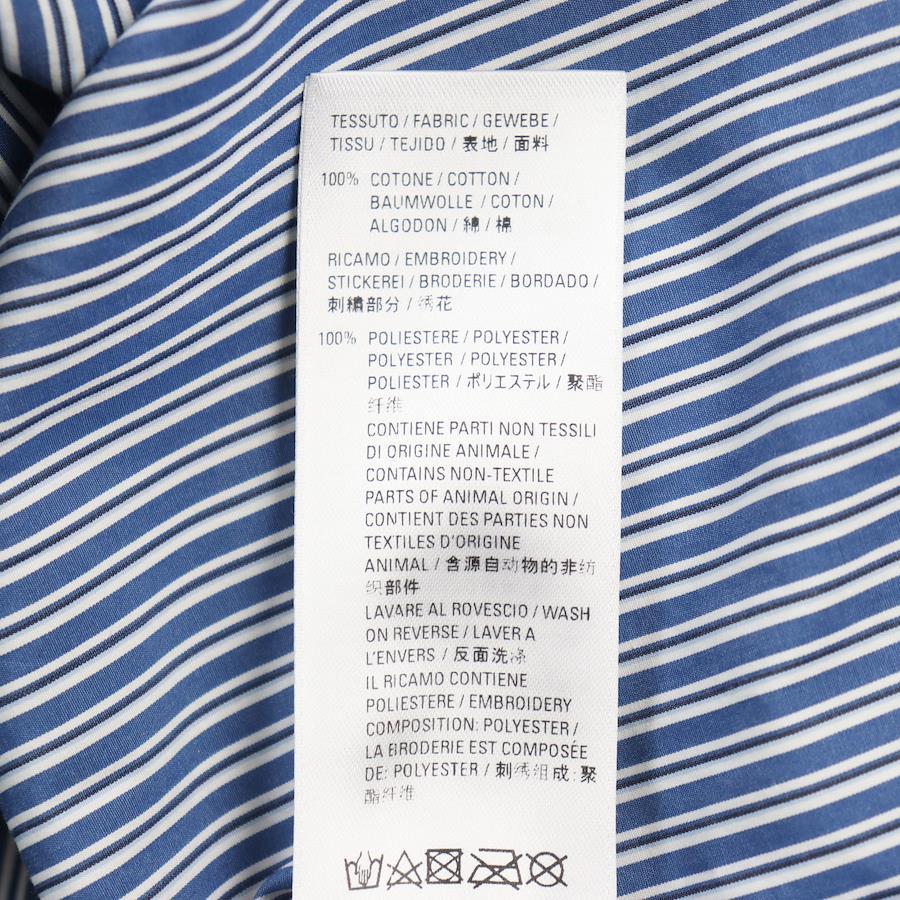 TESSUTO / FABRIC / GEWEBE /
TISSU / TEJIDO / 表地 / 面料
100% COTONE / COTTON /
BAUMWOLLE / COTON /
ALGODON / 綿 / 棉
RICAMO / EMBROIDERY /
STICKEREI / BRODERIE / BORDADO /
刺繍部分 / 绣花
100% POLIESTERE / POLYESTER /
POLYESTER / POLYESTER /
POLIESTER / ポリエステル / 聚酯
纤维
CONTIENE PARTI NON TESSILI
DI ORIGINE ANIMALE /
CONTAINS NON-TEXTILE
PARTS OF ANIMAL ORIGIN /
CONTIENT DES PARTIES NON
TEXTILES D'ORIGINE
ANIMAL / 含源自动物的非纺
织部件
LAVARE AL ROVESCIO / WASH
ON REVERSE / LAVER A
L'ENVERS / 反面洗涤
IL RICAMO CONTIENE
POLIESTERE / EMBROIDERY
COMPOSITION: POLYESTER /
LA BRODERIE EST COMPOSÉE
DE: POLYESTER / 刺绣组成: 聚
酯纤维